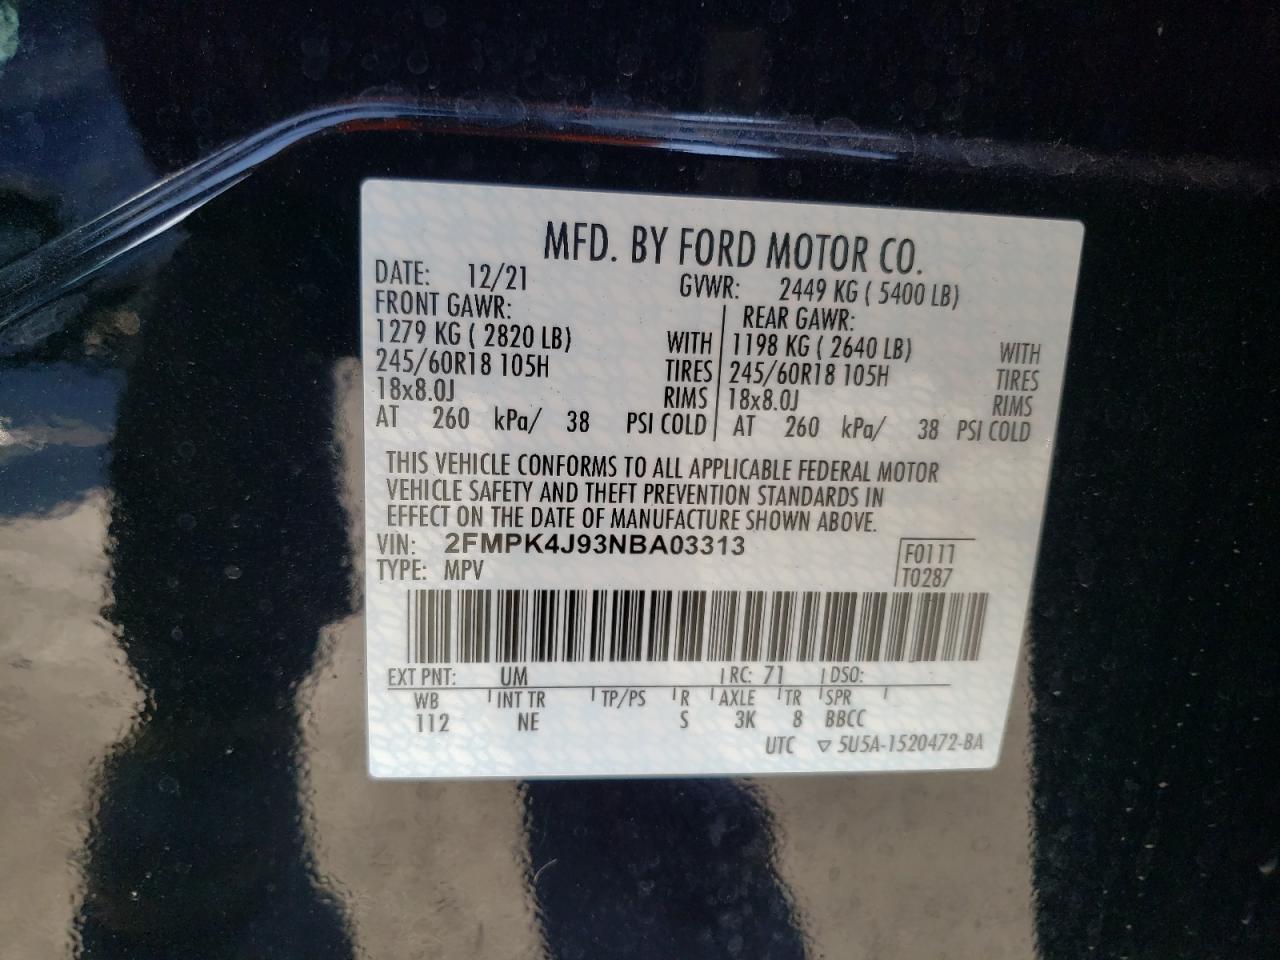 MFD. BY FORD MOTOR CO.
DATE: 12/21 GVWR: 2449 KG ( 5400 LB)
FRONT GAWR: REAR GAWR:
1279 KG ( 2820 LB) WITH 1198 KG ( 2640 LB) WITH
245/60R18 105H TIRES 245/60R18 105H TIRES
18x8.0J RIMS 18x8.0J RIMS
AT 260 kPa/ 38 PSI COLD AT 260 kPa/ 38 PSI COLD
THIS VEHICLE CONFORMS TO ALL APPLICABLE FEDERAL MOTOR
VEHICLE SAFETY AND THEFT PREVENTION STANDARDS IN
EFFECT ON THE DATE OF MANUFACTURE SHOWN ABOVE.
VIN: 2FMPK4J93NBA03313 F0111
TYPE: MPV T0287
EXT PNT: UM RC: 71 DSO:
WB INT TR TP/PS R AXLE TR SPR
112 NE S 3K 8 BBCC
UTC ▽ 5U5A-1520472-BA